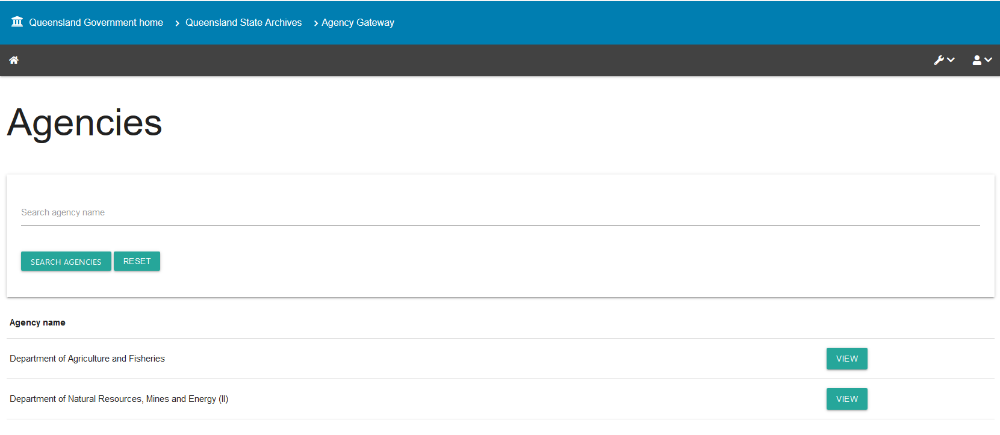 Queensland Government home > Queensland State Archives > Agency Gateway
Agencies
Search agency name
SEARCH AGENCIES RESET
Agency name
Department of Agriculture and Fisheries VIEW
Department of Natural Resources, Mines and Energy (II) VIEW